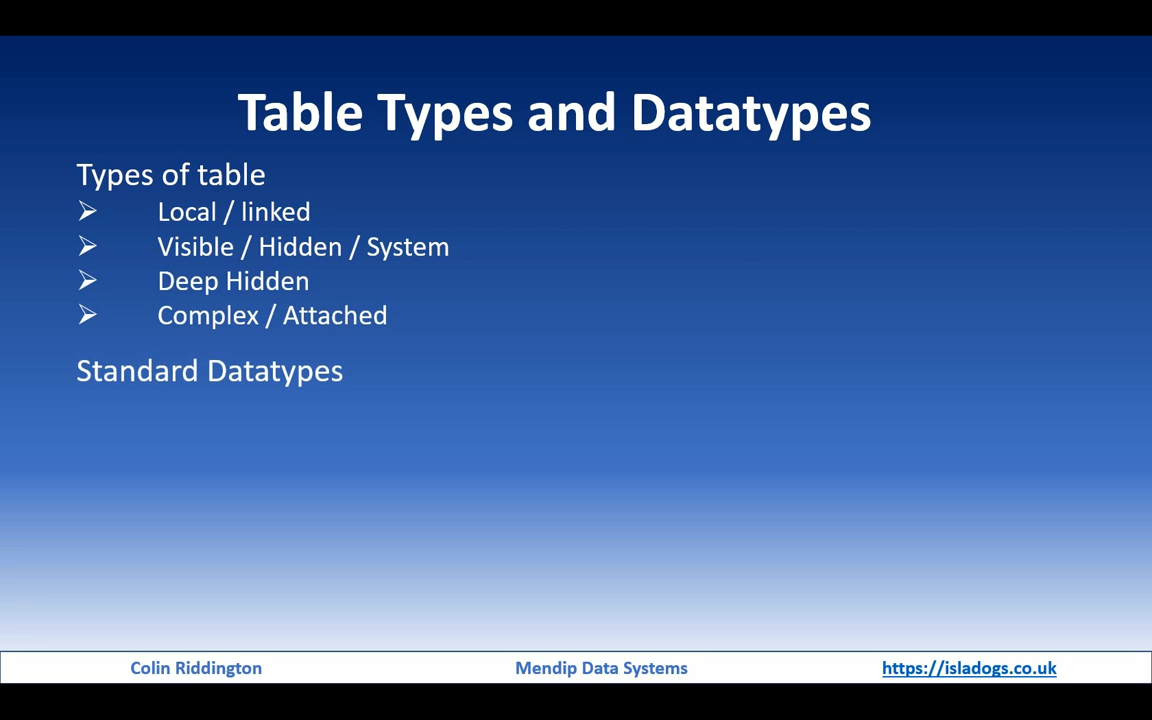 Table Types and Datatypes
Types of table
Local / linked
Visible / Hidden / System
Deep Hidden
Complex / Attached
Standard Datatypes
Colin Riddington Mendip Data Systems https://isladogs.co.uk